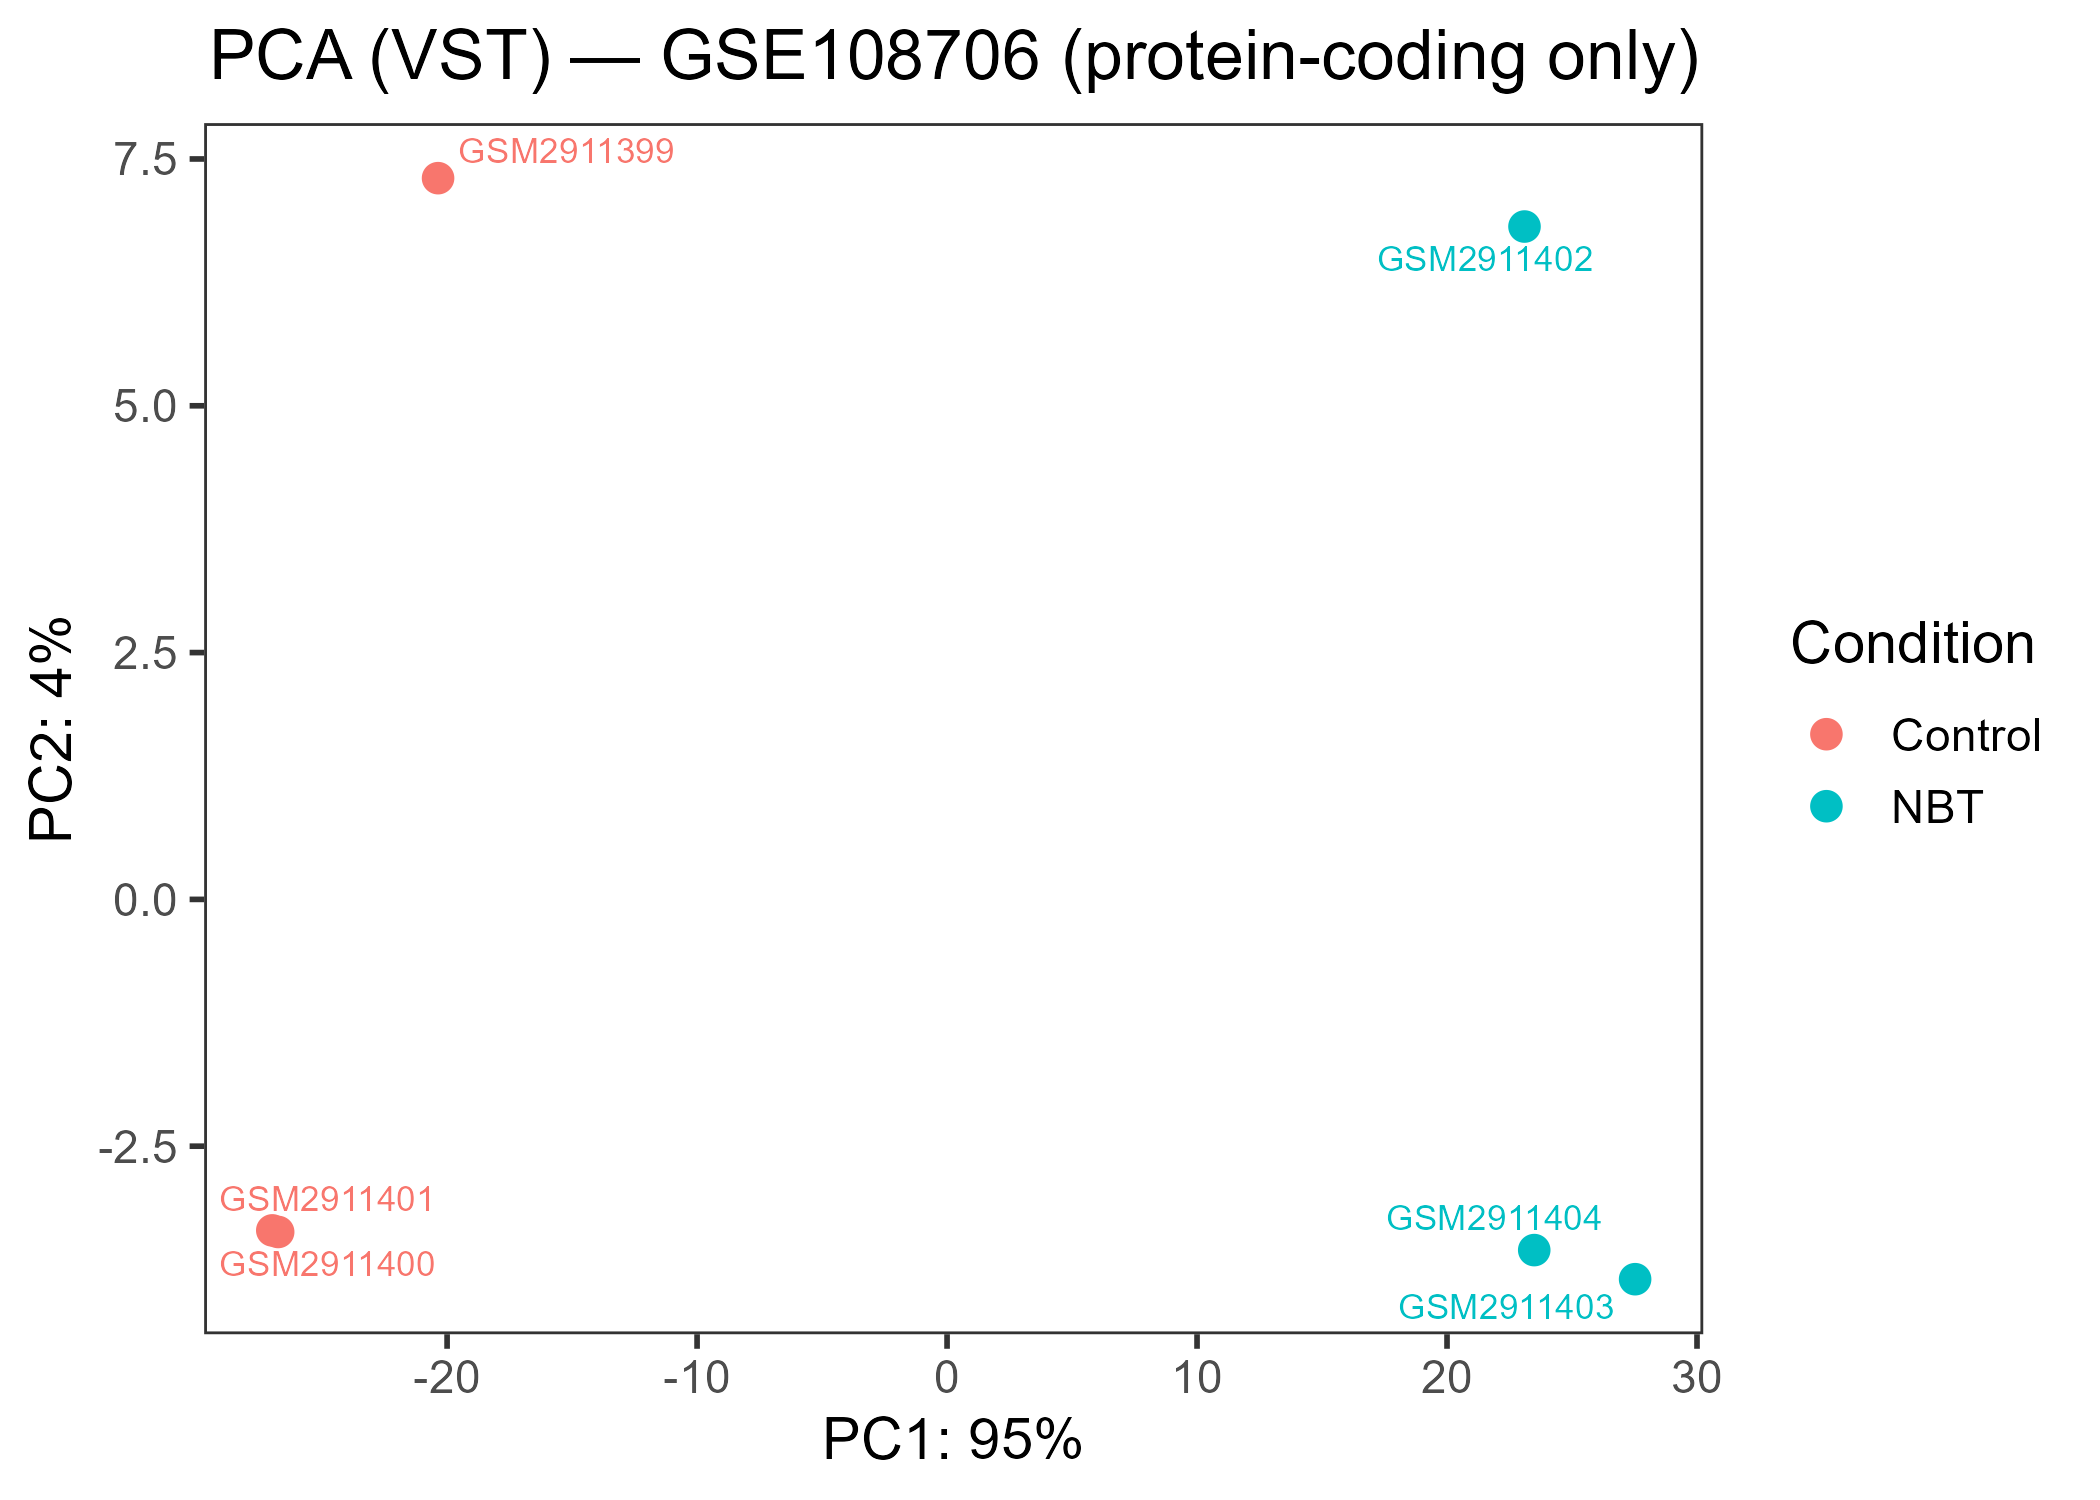 PCA (VST) — GSE108706 (protein-coding only)
7.5
5.0
2.5
0.0
-2.5
PC2: 4%
GSM2911399
GSM2911402
GSM2911401
GSM2911400
GSM2911404
GSM2911403
-20
-10
0
10
20
30
PC1: 95%
Condition
Control
NBT